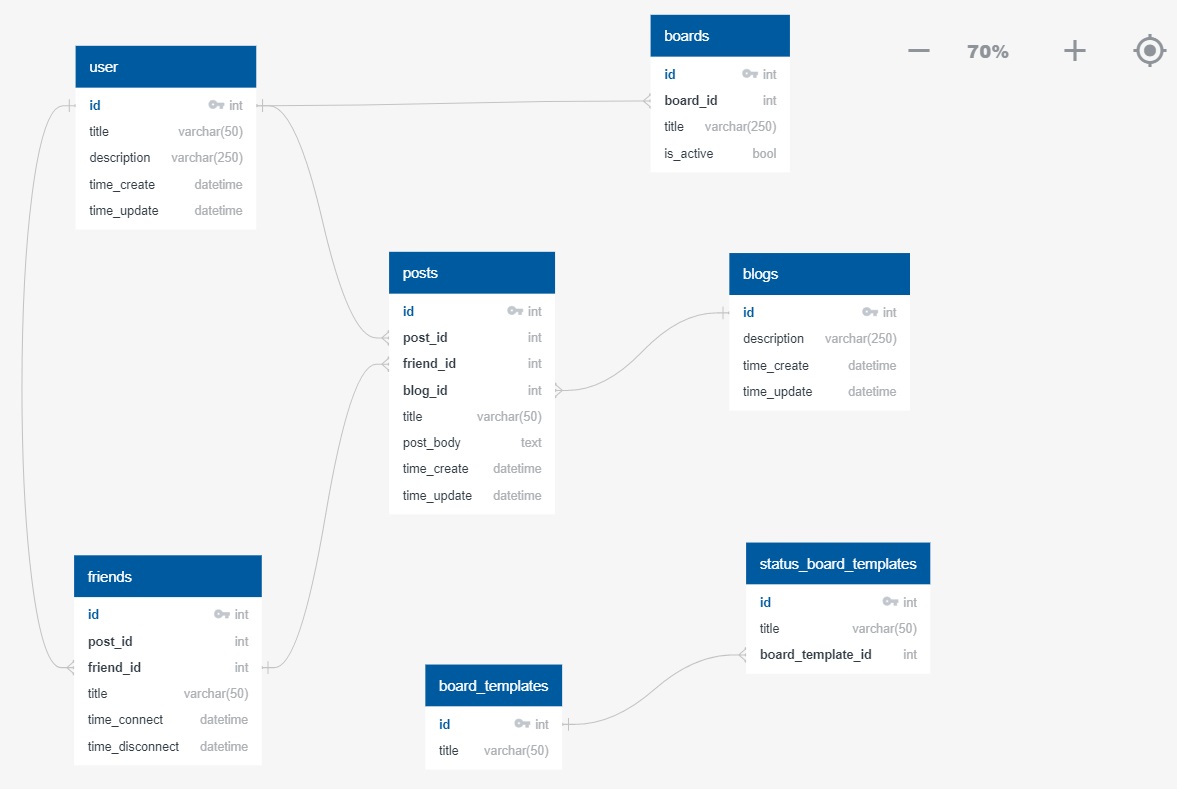 user
id int
title varchar(50)
description varchar(250)
time_create datetime
time_update datetime
boards
id int
board_id int
title varchar(250)
is_active bool
70%
posts
id int
post_id int
friend_id int
blog_id int
title varchar(50)
post_body text
time_create datetime
time_update datetime
blogs
id int
description varchar(250)
time_create datetime
time_update datetime
friends
id int
post_id int
friend_id int
title varchar(50)
time_connect datetime
time_disconnect datetime
board_templates
id int
title varchar(50)
status_board_templates
id int
title varchar(50)
board_template_id int